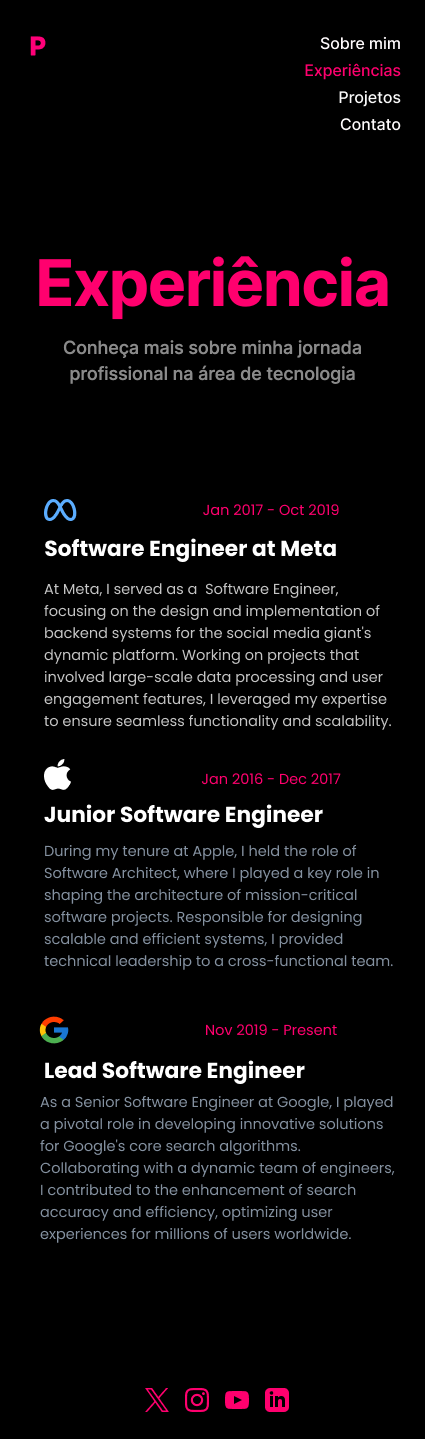 P
Sobre mim
Experiências
Projetos
Contato
Experiência
Conheça mais sobre minha jornada
profissional na área de tecnologia
Jan 2017 - Oct 2019
Software Engineer at Meta
At Meta, I served as a  Software Engineer,
focusing on the design and implementation of
backend systems for the social media giant's
dynamic platform. Working on projects that
involved large-scale data processing and user
engagement features, I leveraged my expertise
to ensure seamless functionality and scalability.
Jan 2016 - Dec 2017
Junior Software Engineer
During my tenure at Apple, I held the role of
Software Architect, where I played a key role in
shaping the architecture of mission-critical
software projects. Responsible for designing
scalable and efficient systems, I provided
technical leadership to a cross-functional team.
Nov 2019 - Present
Lead Software Engineer
As a Senior Software Engineer at Google, I played
a pivotal role in developing innovative solutions
for Google's core search algorithms.
Collaborating with a dynamic team of engineers,
I contributed to the enhancement of search
accuracy and efficiency, optimizing user
experiences for millions of users worldwide.